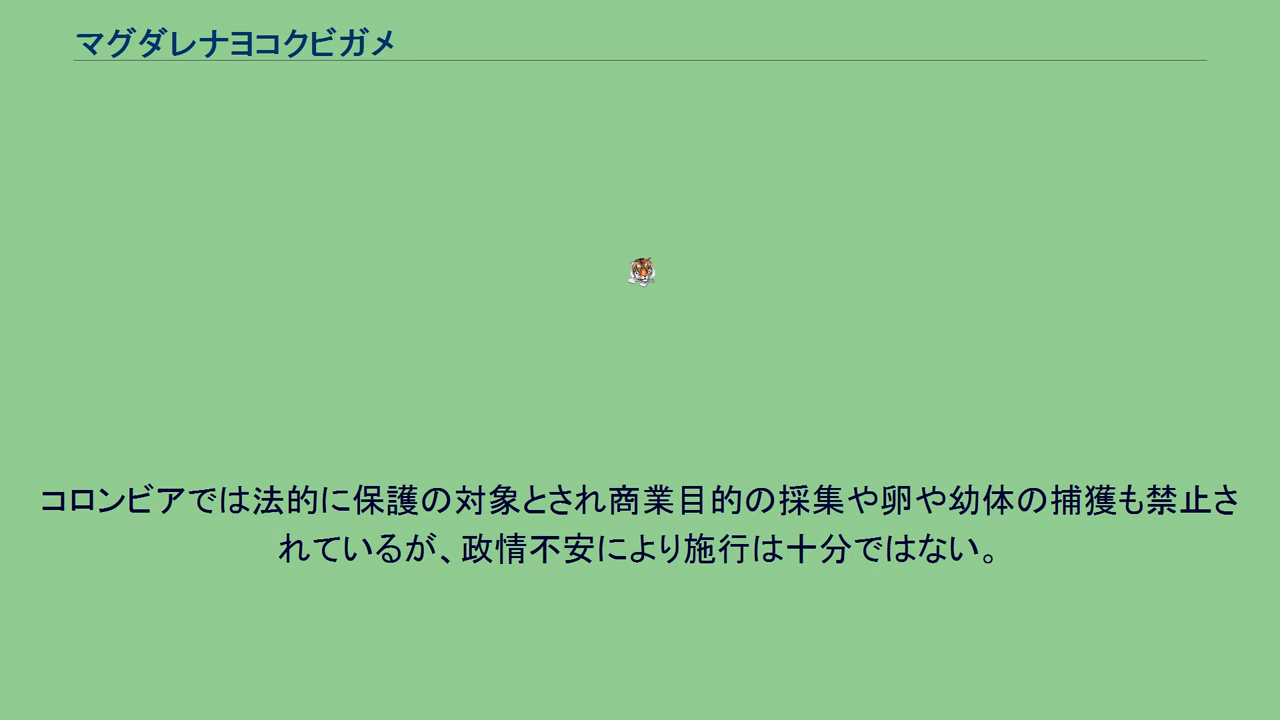 マグダレナヨコクビガメ
コロンビアでは法的に保護の対象とされ商業目的の採集や卵や幼体の捕獲も禁止さ
れているが、政情不安により施行は十分ではない。